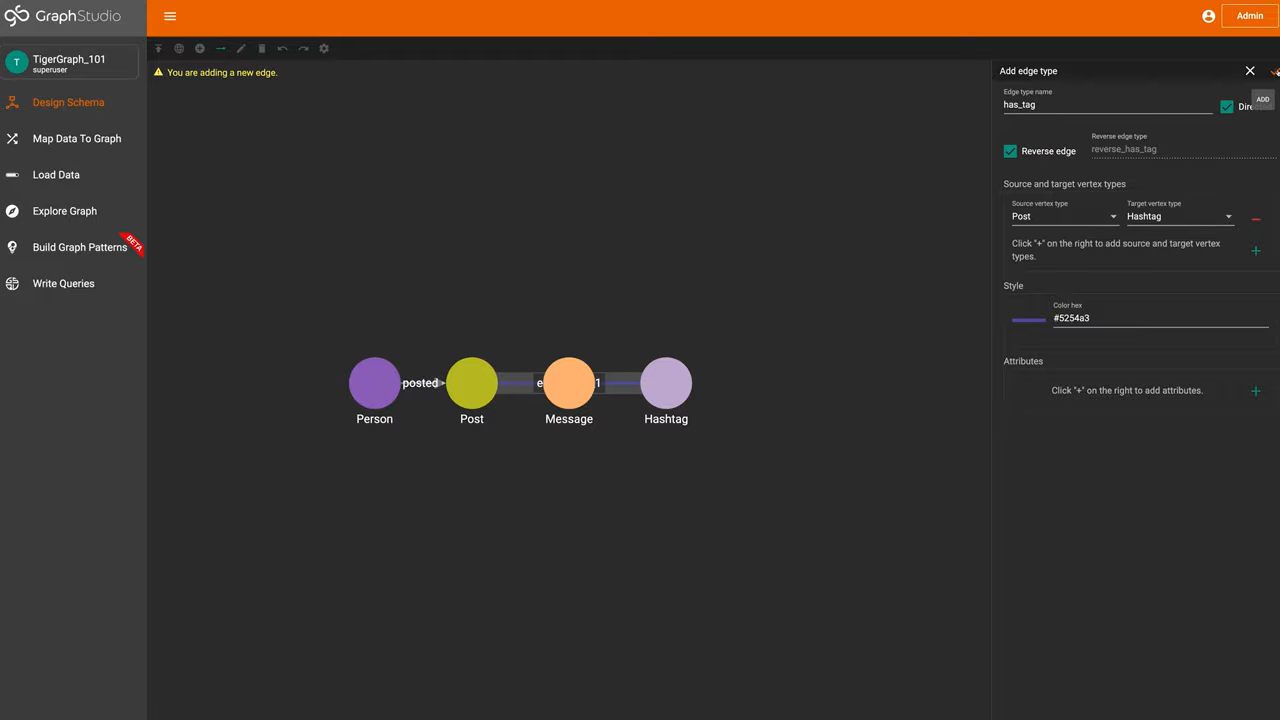 GraphStudio
Admin
T
TigerGraph_101
superuser
Design Schema
Map Data To Graph
Load Data
Explore Graph
Build Graph Patterns
BETA
Write Queries
You are adding a new edge.
posted
1
Person
Post
Message
Hashtag
Add edge type
ADD
Edge type name
has_tag
Reverse edge
Reverse edge type
reverse_has_tag
Source and target vertex types
Source vertex type
Target vertex type
Post
Hashtag
Click "+" on the right to add source and target vertex
types.
Style
Color hex
#5254a3
Attributes
Click "+" on the right to add attributes.